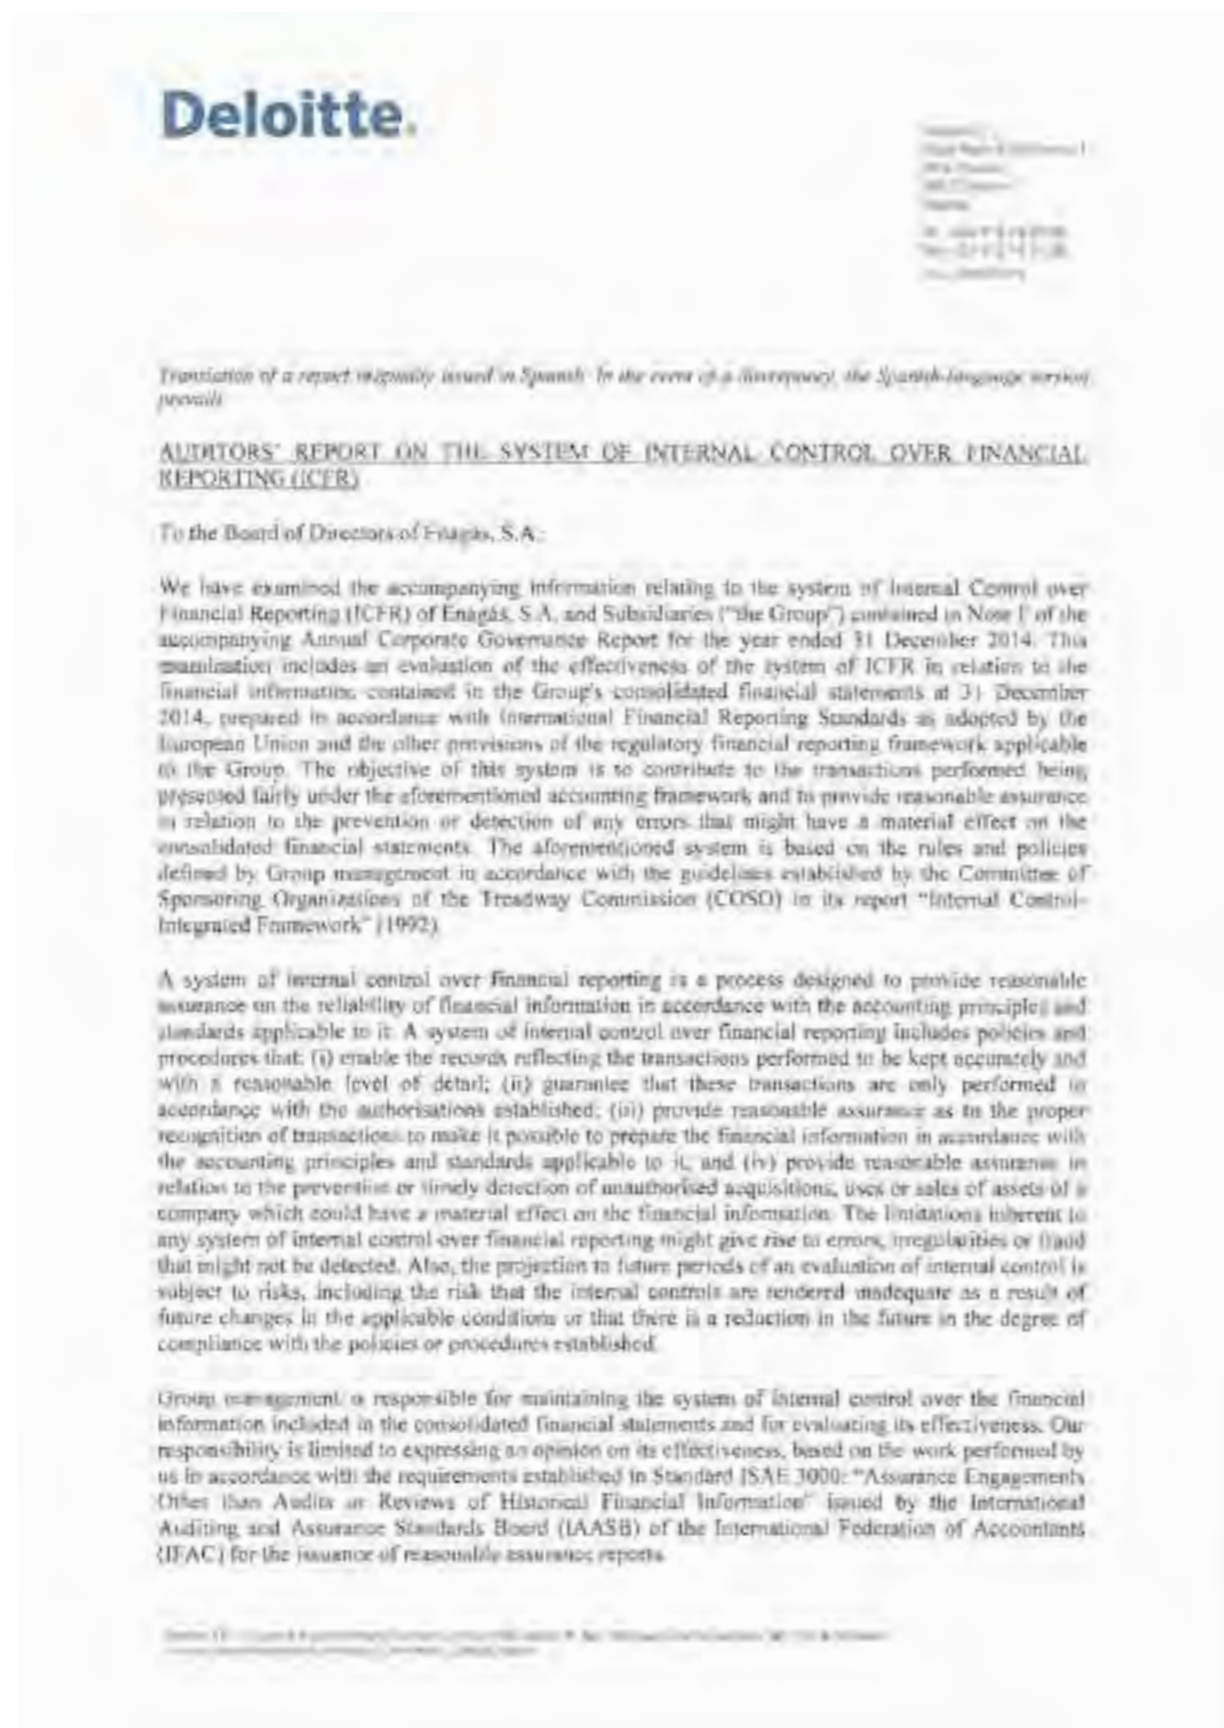 Deloitte.
Translation of a report originally issued in Spanish. In the event of a discrepancy, the Spanish-language version
prevails
AUDITORS' REPORT ON THE SYSTEM OF INTERNAL CONTROL OVER FINANCIAL
REPORTING (ICFR)
To the Board of Directors of Enagás, S.A.:
We have examined the accompanying information relating to the system of Internal Control over
Financial Reporting (ICFR) of Enagás, S.A. and Subsidiaries ("the Group") contained in Note F of the
accompanying Annual Corporate Governance Report for the year ended 31 December 2014. This
examination includes an evaluation of the effectiveness of the system of ICFR in relation to the
financial information contained in the Group's consolidated financial statements at 31 December
2014, prepared in accordance with International Financial Reporting Standards as adopted by the
European Union and the other provisions of the regulatory financial reporting framework applicable
to the Group. The objective of this system is to contribute to the transactions performed being
presented fairly under the aforementioned accounting framework and to provide reasonable assurance
in relation to the prevention or detection of any errors that might have a material effect on the
consolidated financial statements. The aforementioned system is based on the rules and policies
defined by Group management in accordance with the guidelines established by the Committee of
Sponsoring Organizations of the Treadway Commission (COSO) in its report "Internal Control-
Integrated Framework" (1992).
A system of internal control over financial reporting is a process designed to provide reasonable
assurance on the reliability of financial information in accordance with the accounting principles and
standards applicable to it. A system of internal control over financial reporting includes policies and
procedures that: (i) enable the records reflecting the transactions performed to be kept accurately and
with a reasonable level of detail; (ii) guarantee that these transactions are only performed in
accordance with the authorisations established; (iii) provide reasonable assurance as to the proper
recognition of transactions to make it possible to prepare the financial information in accordance with
the accounting principles and standards applicable to it; and (iv) provide reasonable assurance in
relation to the prevention or timely detection of unauthorised acquisitions, uses or sales of assets of a
company which could have a material effect on the financial information. The limitations inherent to
any system of internal control over financial reporting might give rise to errors, irregularities or fraud
that might not be detected. Also, the projection to future periods of an evaluation of internal control is
subject to risks, including the risk that the internal controls are rendered inadequate as a result of
future changes in the applicable conditions or that there is a reduction in the future in the degree of
compliance with the policies or procedures established.
Group management is responsible for maintaining the system of internal control over the financial
information included in the consolidated financial statements and for evaluating its effectiveness. Our
responsibility is limited to expressing an opinion on its effectiveness, based on the work performed by
us in accordance with the requirements established in Standard ISAE 3000: "Assurance Engagements
Other than Audits or Reviews of Historical Financial Information" issued by the International
Auditing and Assurance Standards Board (IAASB) of the International Federation of Accountants
(IFAC) for the issuance of reasonable assurance reports.